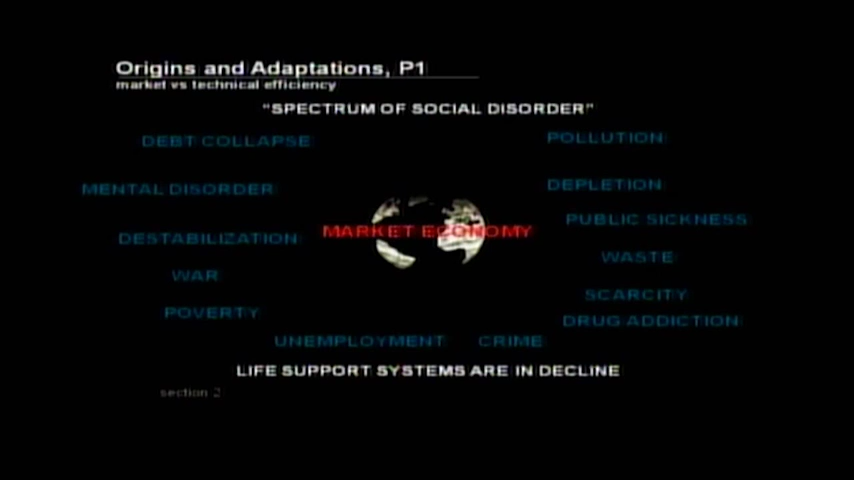 Origins and Adaptations, P1
market vs technical efficiency
"SPECTRUM OF SOCIAL DISORDER"
DEBT COLLAPSE
POLLUTION
MENTAL DISORDER
DEPLETION
PUBLIC SICKNESS
MARKET ECONOMY
DESTABILIZATION
WASTE
WAR
SCARCITY
POVERTY
DRUG ADDICTION
UNEMPLOYMENT
CRIME
LIFE SUPPORT SYSTEMS ARE IN DECLINE
section 2